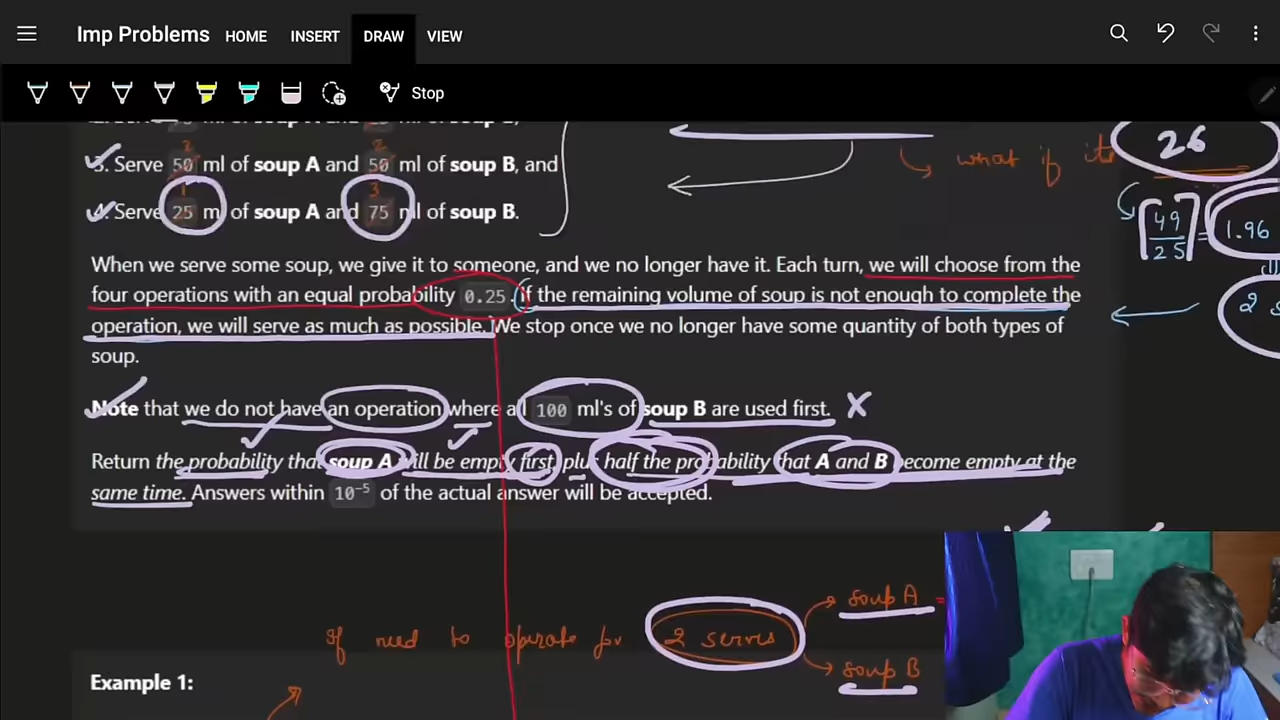 Imp Problems HOME INSERT DRAW VIEW
Stop
3. Serve 50 ml of soup A and 50 ml of soup B, and
4. Serve 25 ml of soup A and 75 ml of soup B.
2 2
1 3
what if its 26
49
25 = 1.96
2
When we serve some soup, we give it to someone, and we no longer have it. Each turn, we will choose from the
four operations with an equal probability 0.25. If the remaining volume of soup is not enough to complete the
operation, we will serve as much as possible. We stop once we no longer have some quantity of both types of
soup.
Note that we do not have an operation where all 100 ml's of soup B are used first. X
Return the probability that soup A will be empty first, plus half the probability that A and B become empty at the
same time. Answers within 10-5 of the actual answer will be accepted.
soup A =
If need to operate for 2 serves
soup B
Example 1: